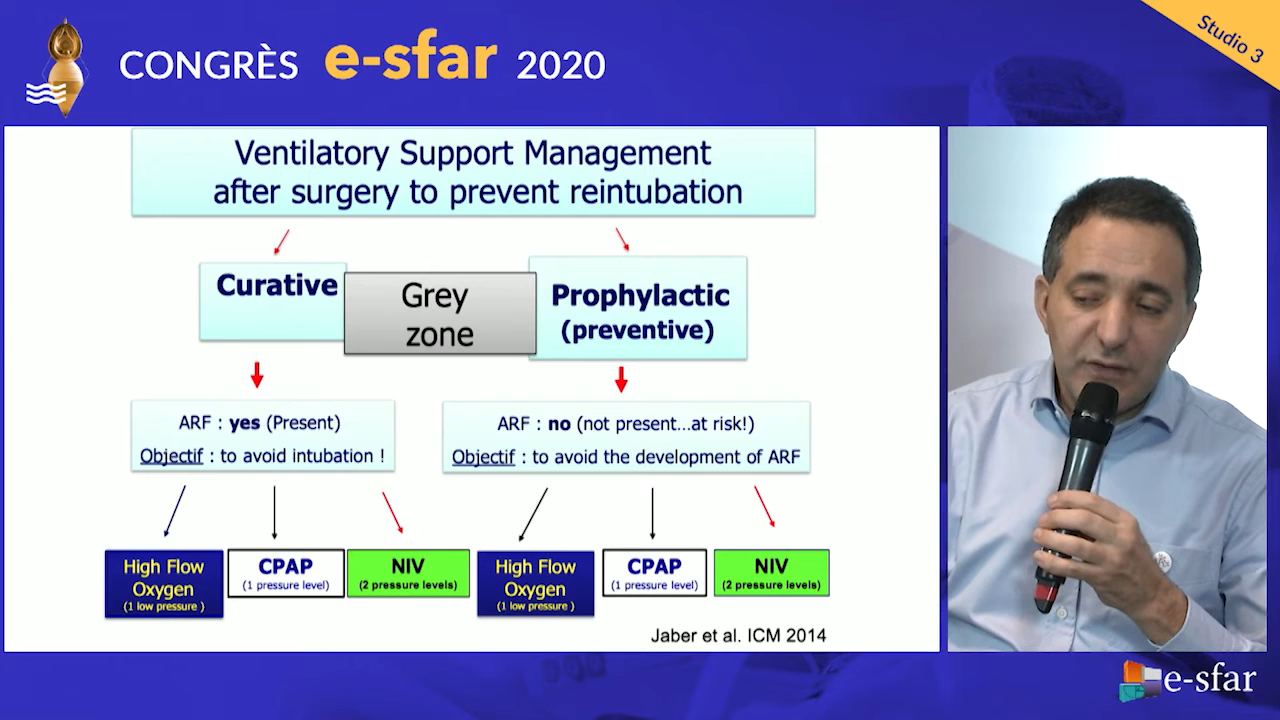 CONGRÈS e-sfar 2020
Studio 3
Ventilatory Support Management
after surgery to prevent reintubation
Curative
Grey
zone
Prophylactic
(preventive)
ARF : yes (Present)
Objectif : to avoid intubation !
ARF : no (not present...at risk!)
Objectif : to avoid the development of ARF
High Flow
Oxygen
(1 low pressure )
CPAP
(1 pressure level)
NIV
(2 pressure levels)
High Flow
Oxygen
(1 low pressure )
CPAP
(1 pressure level)
NIV
(2 pressure levels)
Jaber et al. ICM 2014
e-sfar